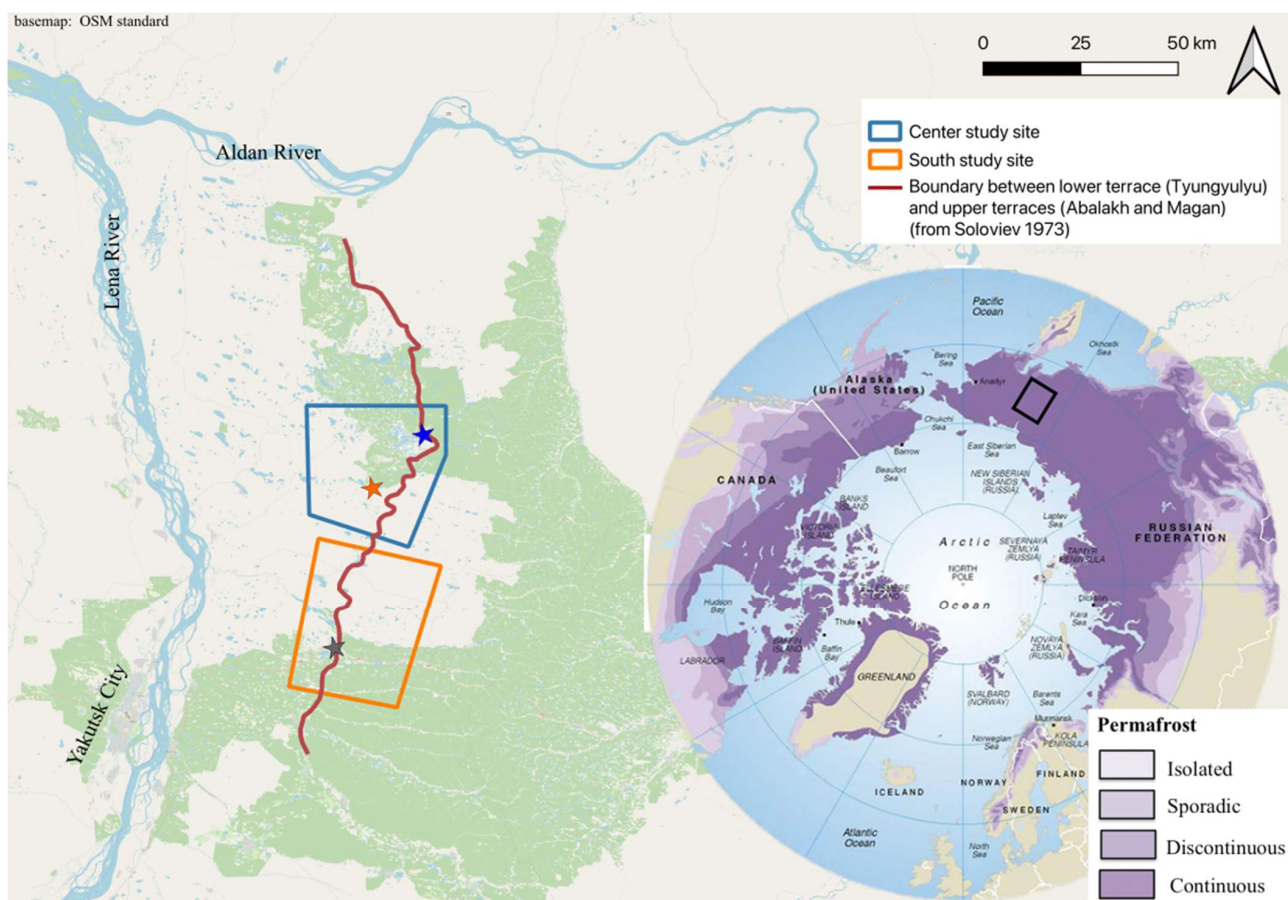 basemap: OSM standard
0 25 50 km
Center study site
South study site
Boundary between lower terrace (Tyungyulyu)
and upper terraces (Abalakh and Magan)
(from Soloviev 1973)
Aldan River
Lena River
Yakutsk City
Pacific
Ocean
Okhotsk
Sea
Bering
Sea
Alaska
(United States)
Anadyr
Chukchi
Sea
Barrow
East Siberian
Sea
Beaufort
Sea
NEW SIBERIAN
ISLANDS
(RUSSIA)
CANADA
BANKS
ISLAND
Laptev
Sea
VICTORIA
ISLAND
RUSSIAN
FEDERATION
Arctic
SEVERNAYA
ZEMLYA
(RUSSIA)
TAIMYR
PENINSULA
NORTH
POLE
ELLESMERE
ISLAND
Ocean
Dickson
Kara
Sea
Hudson
Bay
Thule
BAFFIN
ISLAND
Baffin
Bay
NOVAYA
ZEMLYA
(RUSSIA)
LABRADOR
GREENLAND
SVALBARD
(NORWAY)
Barents
Sea
Murmansk
KOLA
PENINSULA
Norwegian
Sea
NORWAY
FINLAND
SWEDEN
ICELAND
Atlantic
Ocean
North
Sea
Permafrost
Isolated
Sporadic
Discontinuous
Continuous